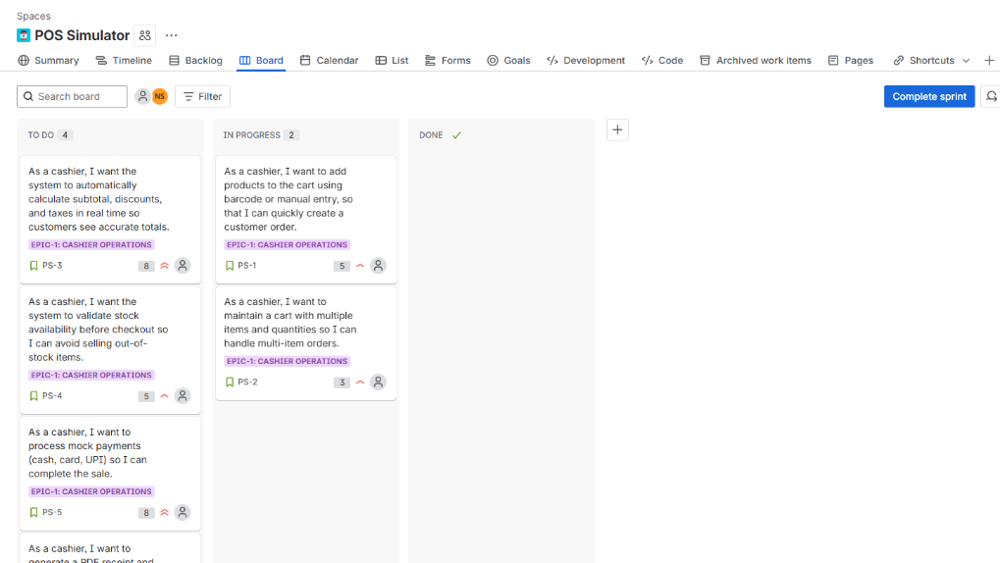 Spaces
POS Simulator
Summary Timeline Backlog Board Calendar List Forms Goals Development Code Archived work items Pages Shortcuts
Search board NS Filter Complete sprint
TO DO 4
As a cashier, I want the
system to automatically
calculate subtotal, discounts,
and taxes in real time so
customers see accurate totals.
EPIC-1: CASHIER OPERATIONS
PS-3 8
As a cashier, I want the
system to validate stock
availability before checkout so
I can avoid selling out-of-
stock items.
EPIC-1: CASHIER OPERATIONS
PS-4 5
As a cashier, I want to
process mock payments
(cash, card, UPI) so I can
complete the sale.
EPIC-1: CASHIER OPERATIONS
PS-5 8
As a cashier, I want to
generate a PDF receipt and
IN PROGRESS 2
As a cashier, I want to add
products to the cart using
barcode or manual entry, so
that I can quickly create a
customer order.
EPIC-1: CASHIER OPERATIONS
PS-1 5
As a cashier, I want to
maintain a cart with multiple
items and quantities so I can
handle multi-item orders.
EPIC-1: CASHIER OPERATIONS
PS-2 3
DONE